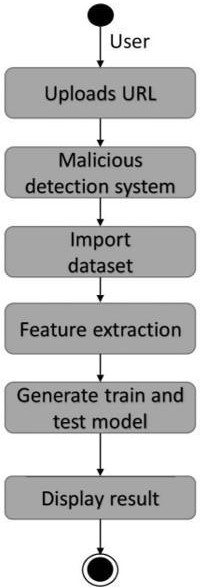 User
Uploads URL
Malicious
detection system
Import
dataset
Feature extraction
Generate train and
test model
Display result